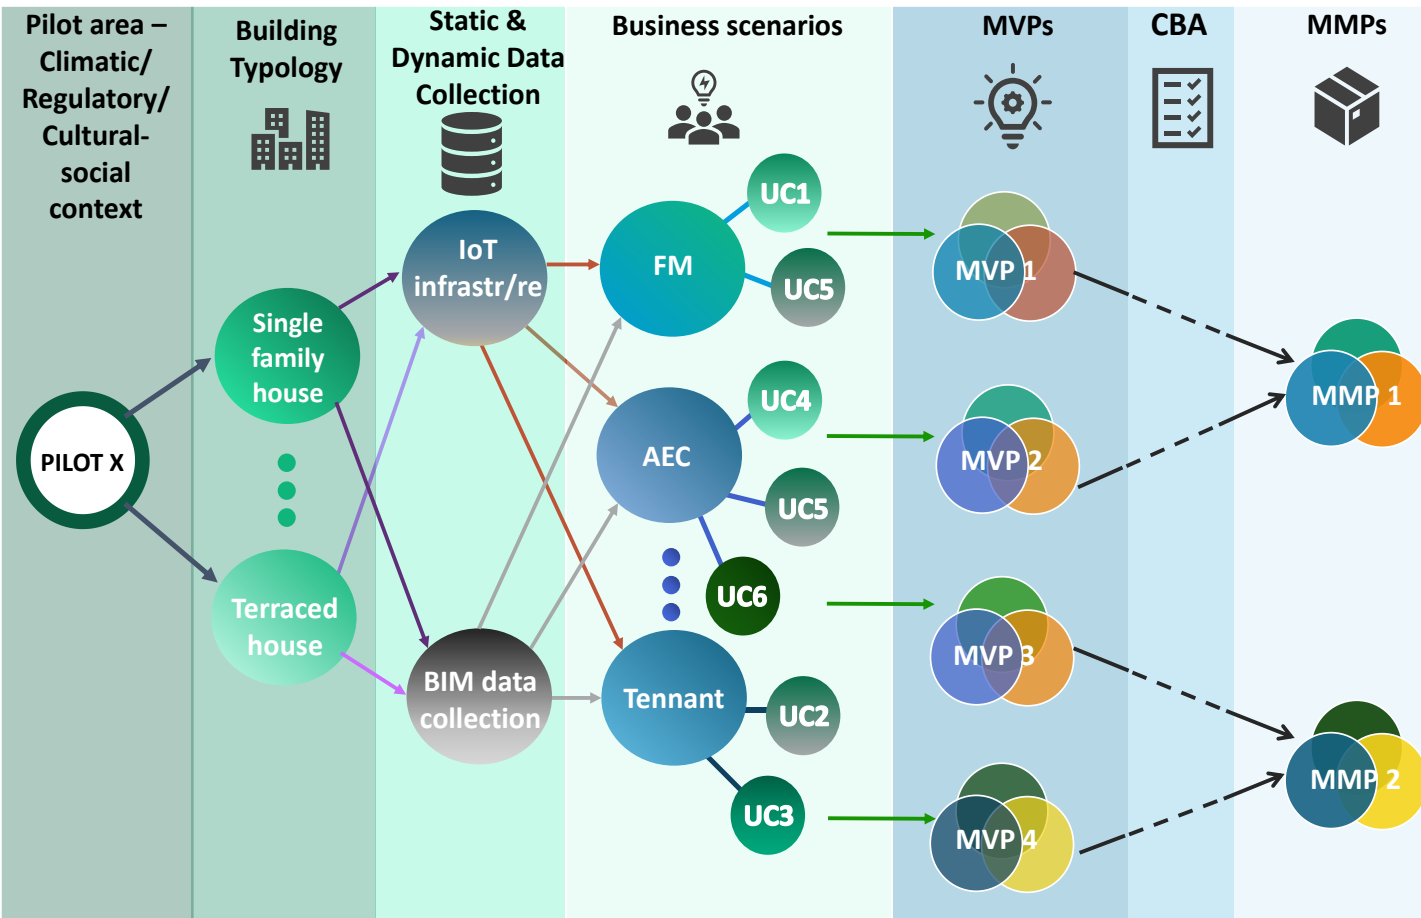 Pilot area –
Climatic/
Regulatory/
Cultural-
social
context
Building
Typology
Static &
Dynamic Data
Collection
Business scenarios
MVPs
CBA
MMPs
PILOT X
Single
family
house
Terraced
house
IoT
infrastr/re
BIM data
collection
FM
UC1
UC5
AEC
UC4
UC5
UC6
Tennant
UC2
UC3
MVP 1
MVP 2
MVP 3
MVP 4
MMP 1
MMP 2